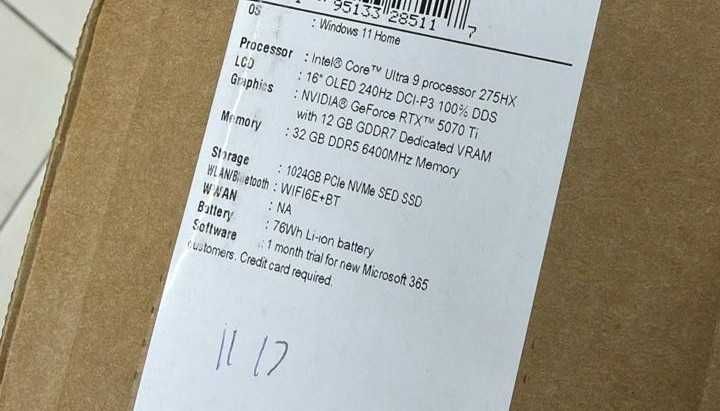 95133 28511 7
OS : Windows 11 Home
Processor : Intel® Core™ Ultra 9 processor 275HX
LCD : 16" OLED 240Hz DCI-P3 100% DDS
Graphics : NVIDIA® GeForce RTX™ 5070 Ti
with 12 GB GDDR7 Dedicated VRAM
Memory : 32 GB DDR5 6400MHz Memory
Storage : 1024GB PCIe NVMe SED SSD
WLAN/Bluetooth : WIFI6E+BT
WWAN : NA
Battery : 76Wh Li-ion battery
Software : 1 month trial for new Microsoft 365
customers. Credit card required.
11 17